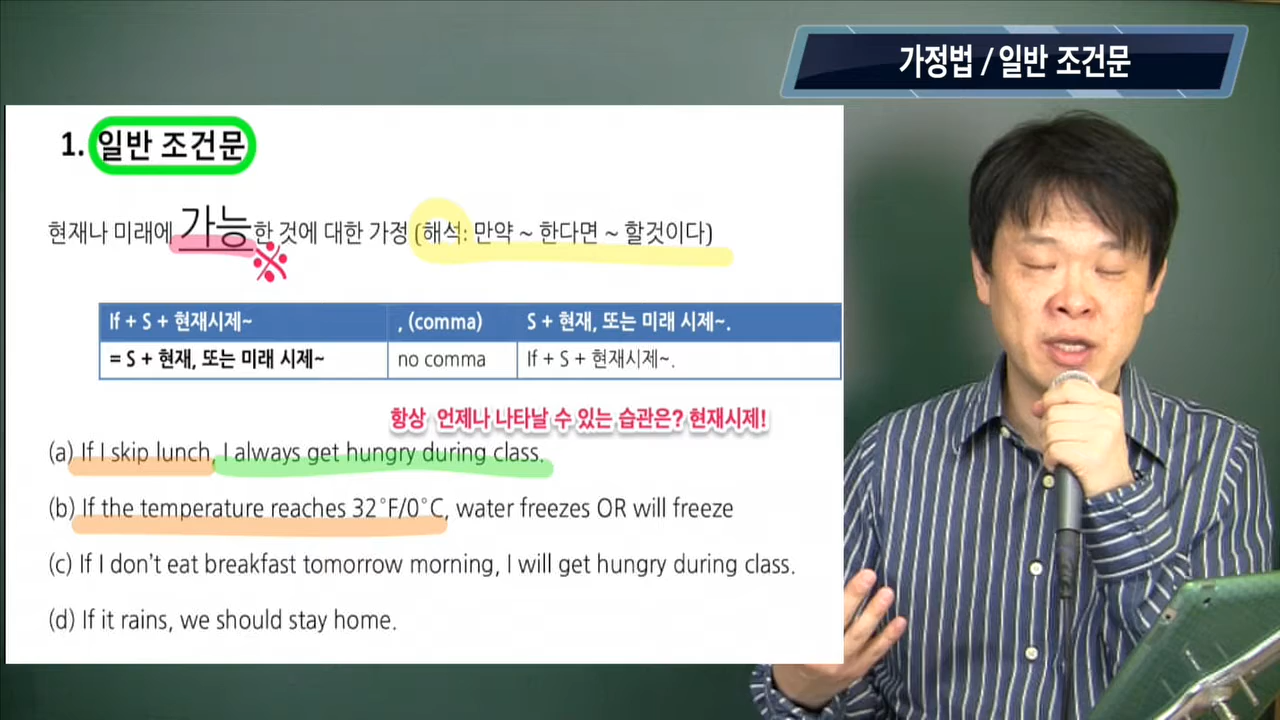 가정법 / 일반 조건문
1. 일반 조건문
현재나 미래에 가능한 것에 대한 가정 (해석: 만약 ~ 한다면 ~ 할것이다)
※
If + S + 현재시제~ , (comma) S + 현재, 또는 미래 시제~.
= S + 현재, 또는 미래 시제~ no comma If + S + 현재시제~.
항상 언제나 나타날 수 있는 습관은? 현재시제!
(a) If I skip lunch, I always get hungry during class.
(b) If the temperature reaches 32°F/0°C, water freezes OR will freeze
(c) If I don't eat breakfast tomorrow morning, I will get hungry during class.
(d) If it rains, we should stay home.